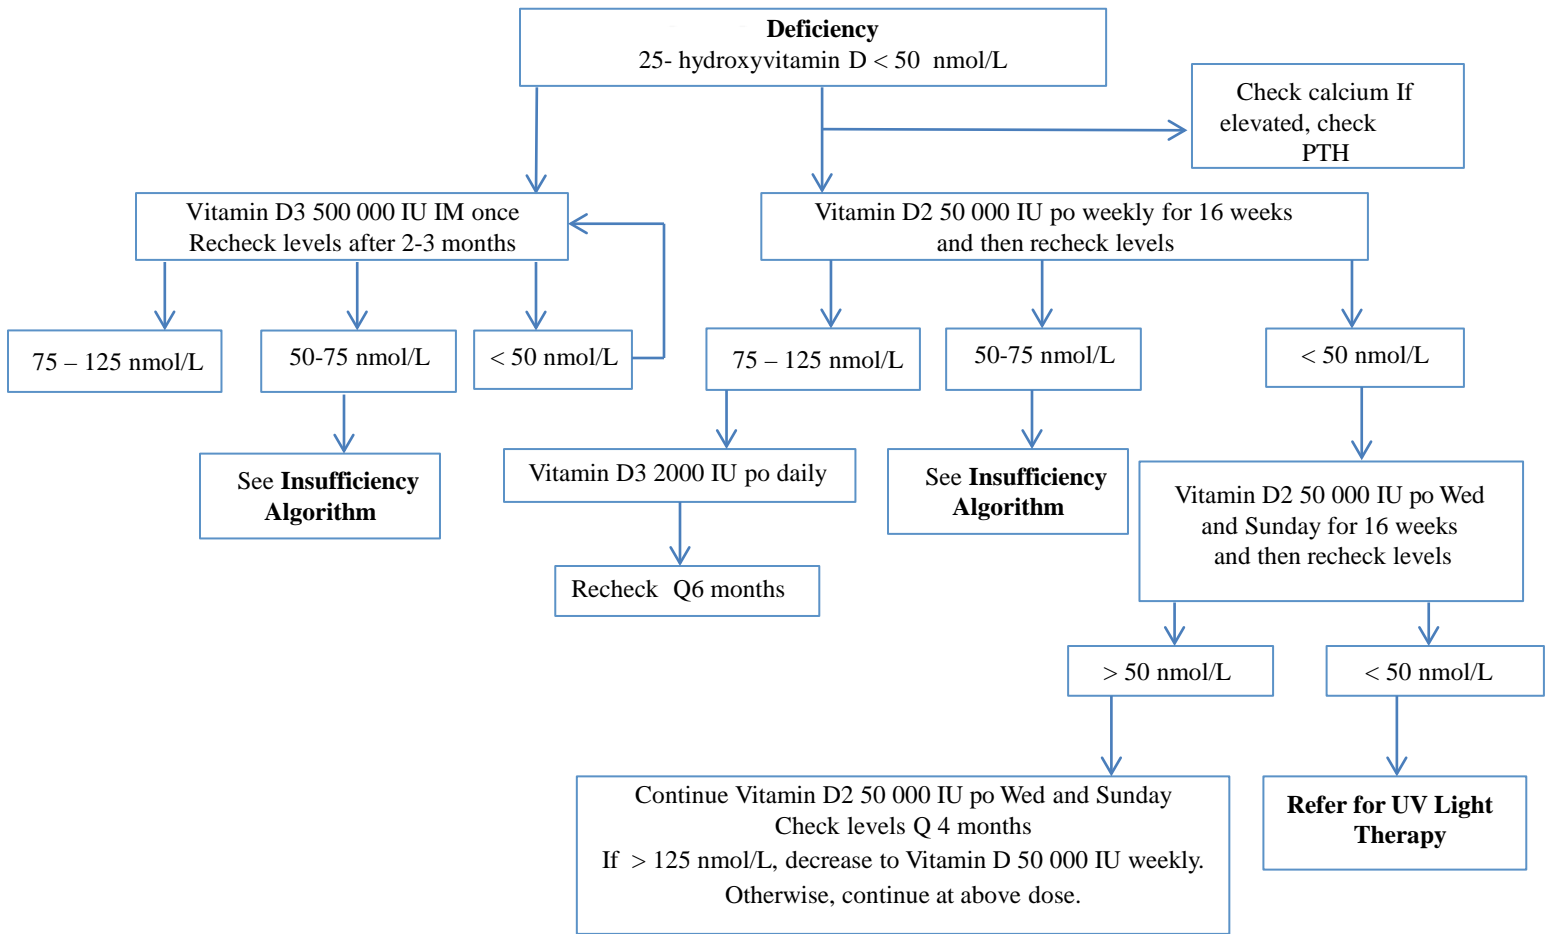 Deficiency
25- hydroxyvitamin D < 50 nmol/L
Check calcium If
elevated, check
PTH
Vitamin D3 500 000 IU IM once
Recheck levels after 2-3 months
Vitamin D2 50 000 IU po weekly for 16 weeks
and then recheck levels
75 – 125 nmol/L
50-75 nmol/L
< 50 nmol/L
75 – 125 nmol/L
50-75 nmol/L
< 50 nmol/L
See Insufficiency
Algorithm
Vitamin D3 2000 IU po daily
See Insufficiency
Algorithm
Vitamin D2 50 000 IU po Wed
and Sunday for 16 weeks
and then recheck levels
Recheck Q6 months
> 50 nmol/L
< 50 nmol/L
Continue Vitamin D2 50 000 IU po Wed and Sunday
Check levels Q 4 months
If > 125 nmol/L, decrease to Vitamin D 50 000 IU weekly.
Otherwise, continue at above dose.
Refer for UV Light
Therapy